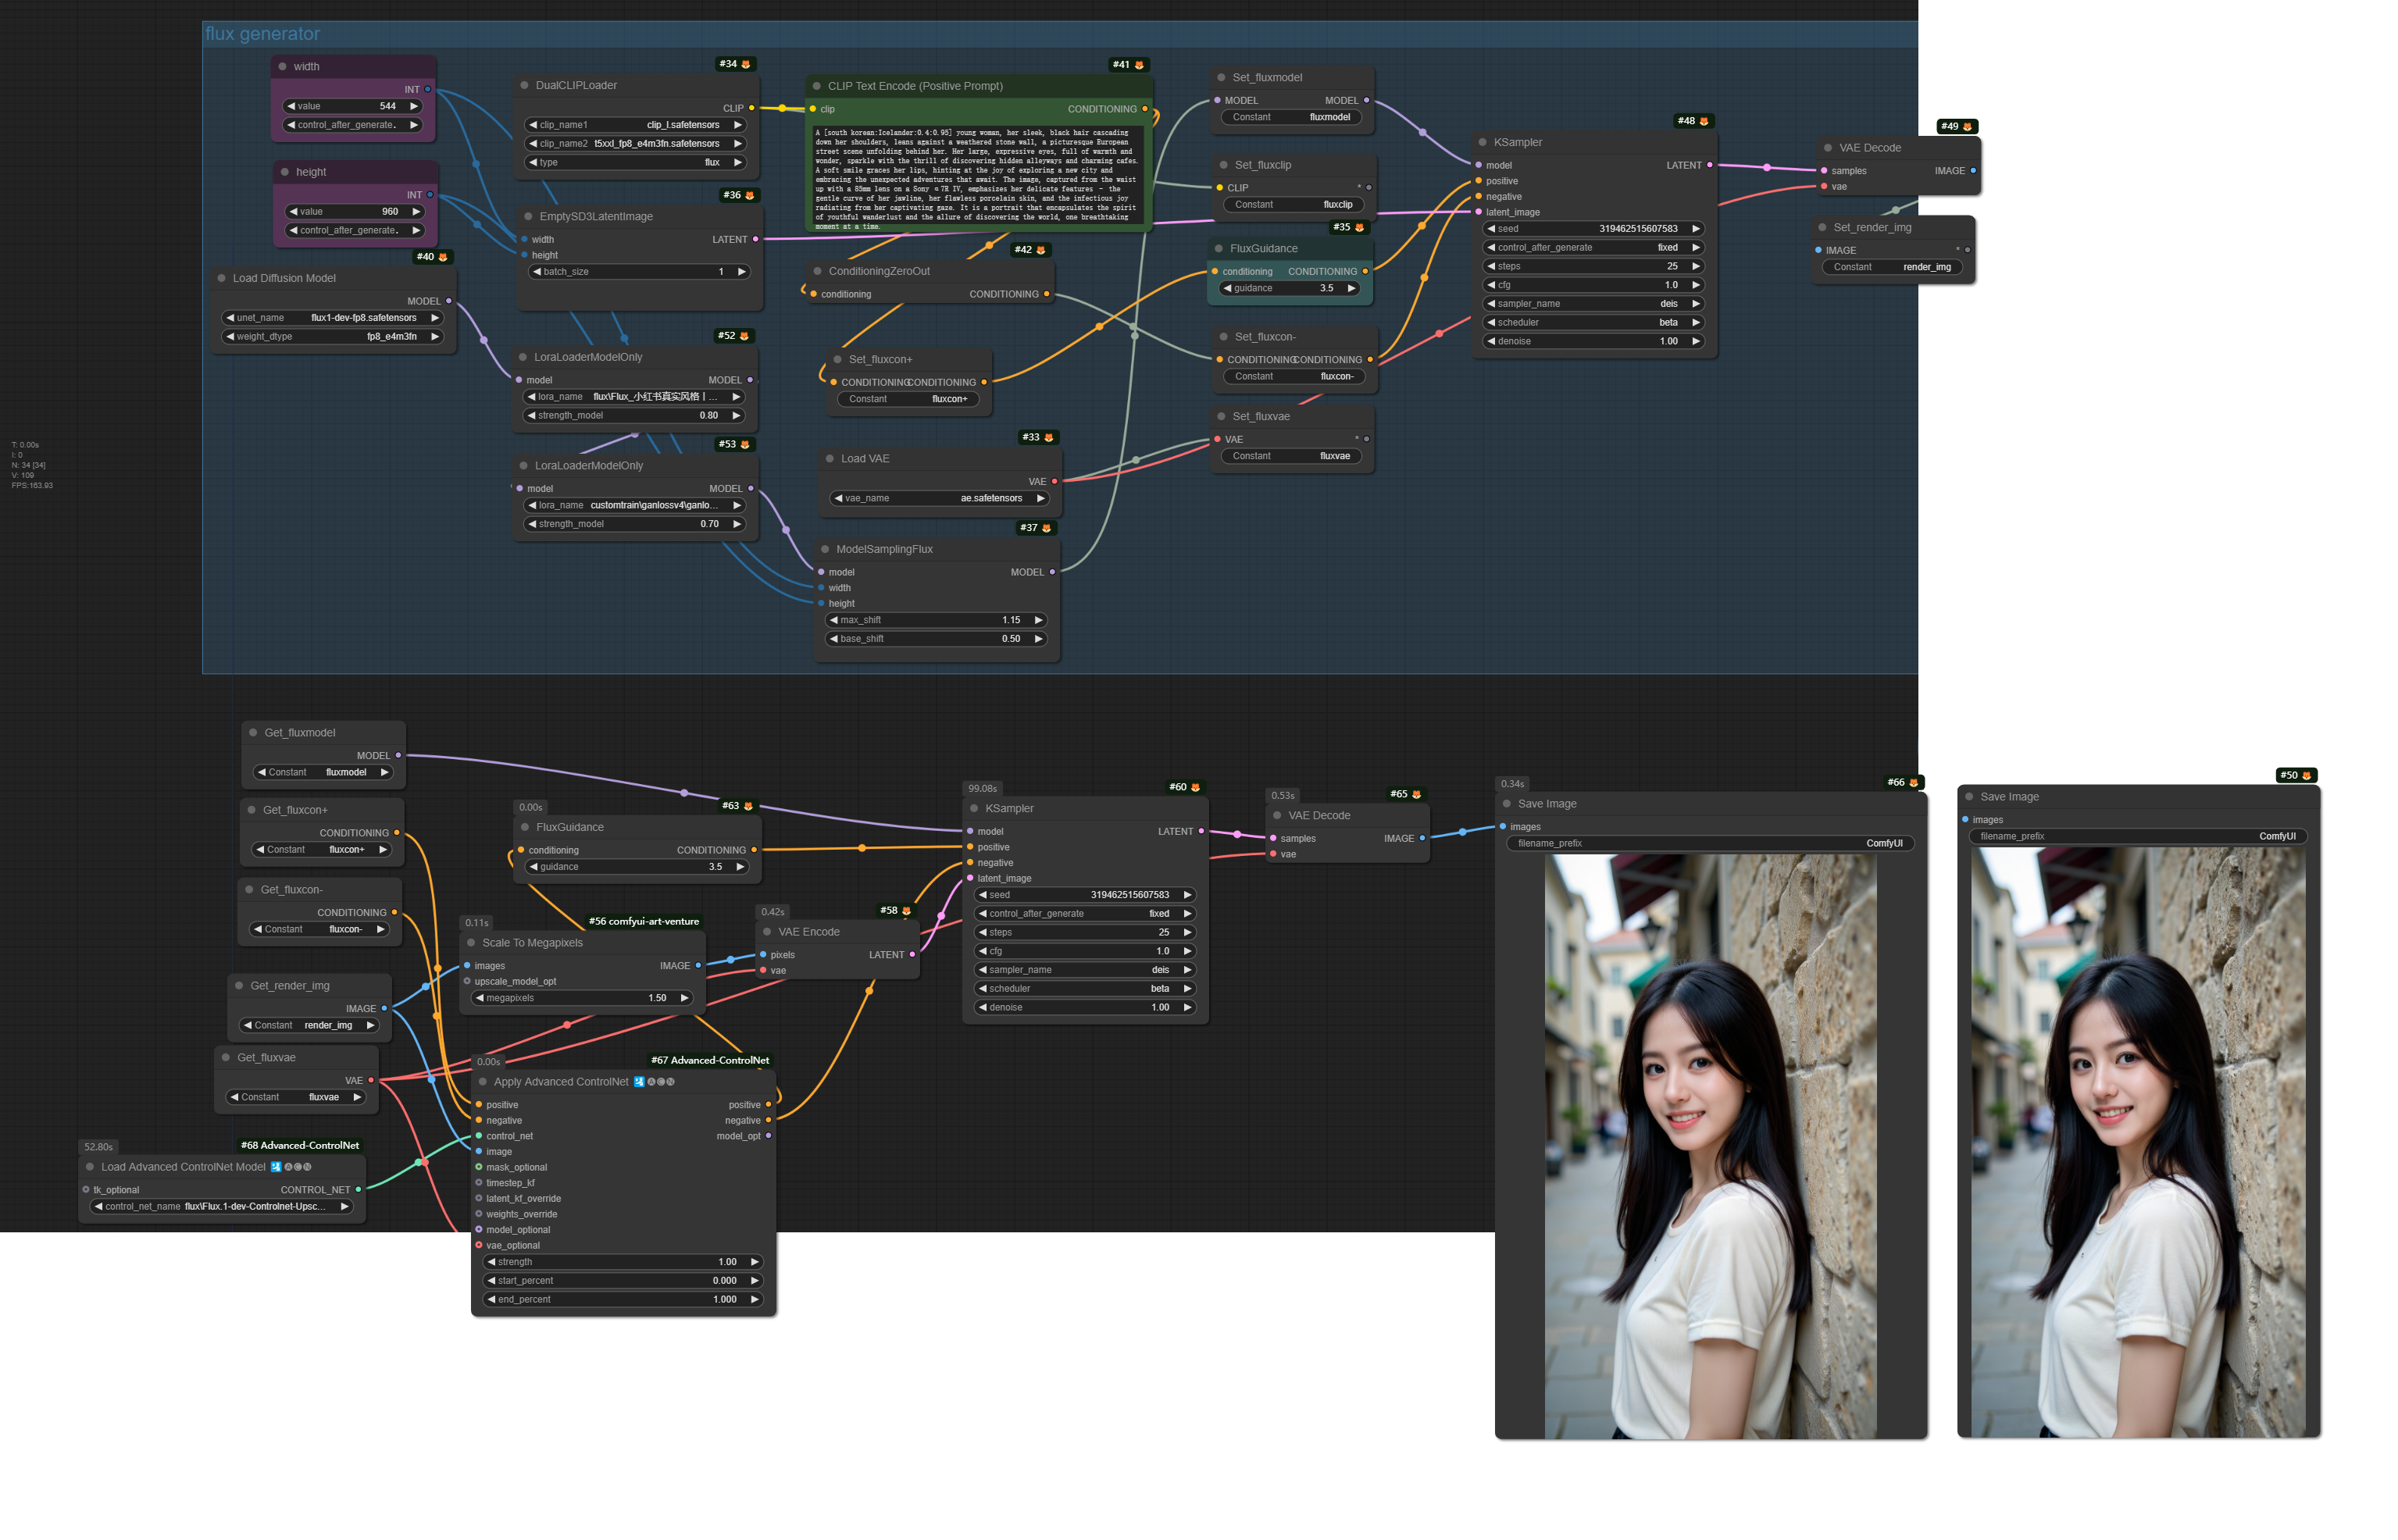 flux generator
width
INT
value 544
control_after_generate.
height
INT
value 960
control_after_generate.
#40
Load Diffusion Model
MODEL
unet_name flux1-dev-fp8.safetensors
weight_dtype fp8_e4m3fn
#34
DualCLIPLoader
CLIP
clip_name1 clip_l.safetensors
clip_name2 t5xxl_fp8_e4m3fn.safetensors
type flux
#36
EmptySD3LatentImage
width LATENT
height
batch_size 1
#52
LoraLoaderModelOnly
model MODEL
lora_name flux\Flux_小红书真实风格丨...
strength_model 0.80
#53
LoraLoaderModelOnly
model MODEL
lora_name customtrain\ganlossv4\ganlo...
strength_model 0.70
#41
CLIP Text Encode (Positive Prompt)
clip CONDITIONING
A [south korean:Icelander:0.4:0.95] young woman, her sleek, black hair cascading
down her shoulders, leans against a weathered stone wall, a picturesque European
street scene unfolding behind her. Her large, expressive eyes, full of warmth and
wonder, sparkle with the thrill of discovering hidden alleyways and charming cafes.
A soft smile graces her lips, hinting at the joy of exploring a new city and
embracing the unexpected adventures that await. The image, captured from the waist
up with a 85mm lens on a Sony α 7R IV, emphasizes her delicate features - the
gentle curve of her jawline, her flawless porcelain skin, and the infectious joy
radiating from her captivating gaze. It is a portrait that encapsulates the spirit
of youthful wanderlust and the allure of discovering the world, one breathtaking
moment at a time.
#42
ConditioningZeroOut
conditioning CONDITIONING
Set_fluxcon+
CONDITIONING CONDITIONING
Constant fluxcon+
#33
Load VAE
VAE
vae_name ae.safetensors
#37
ModelSamplingFlux
model MODEL
width
height
max_shift 1.15
base_shift 0.50
Set_fluxmodel
MODEL MODEL
Constant fluxmodel
Set_fluxclip
CLIP *
Constant fluxclip
#35
FluxGuidance
conditioning CONDITIONING
guidance 3.5
Set_fluxcon-
CONDITIONING CONDITIONING
Constant fluxcon-
Set_fluxvae
VAE *
Constant fluxvae
#48
KSampler
model LATENT
positive
negative
latent_image
seed 319462515607583
control_after_generate fixed
steps 25
cfg 1.0
sampler_name deis
scheduler beta
denoise 1.00
#49
VAE Decode
samples IMAGE
vae
Set_render_img
IMAGE *
Constant render_img
T: 0.00s
I: 0
N: 34 [34]
V: 109
FPS:163.93
Get_fluxmodel
MODEL
Constant fluxmodel
Get_fluxcon+
CONDITIONING
Constant fluxcon+
Get_fluxcon-
CONDITIONING
Constant fluxcon-
Get_render_img
IMAGE
Constant render_img
Get_fluxvae
VAE
Constant fluxvae
52.80s
#68 Advanced-ControlNet
Load Advanced ControlNet Model 🛂🅐🅒🅝
tk_optional CONTROL_NET
control_net_name flux\Flux.1-dev-Controlnet-Upsc...
0.00s
#63
FluxGuidance
conditioning CONDITIONING
guidance 3.5
0.11s
#56 comfyui-art-venture
Scale To Megapixels
images IMAGE
upscale_model_opt
megapixels 1.50
0.42s
#58
VAE Encode
pixels LATENT
vae
0.00s
#67 Advanced-ControlNet
Apply Advanced ControlNet 🛂🅐🅒🅝
positive positive
negative negative
control_net model_opt
image
mask_optional
timestep_kf
latent_kf_override
weights_override
model_optional
vae_optional
strength 1.00
start_percent 0.000
end_percent 1.000
99.08s
#60
KSampler
model LATENT
positive
negative
latent_image
seed 319462515607583
control_after_generate fixed
steps 25
cfg 1.0
sampler_name deis
scheduler beta
denoise 1.00
0.53s
#65
VAE Decode
samples IMAGE
vae
0.34s
#66
Save Image
images
filename_prefix ComfyUI
#50
Save Image
images
filename_prefix ComfyUI